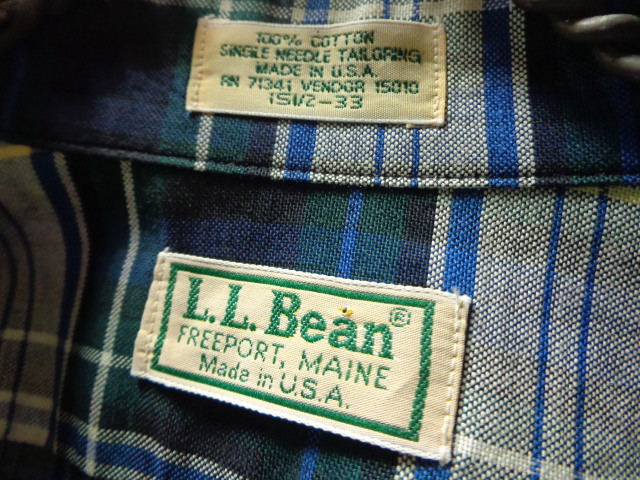 100% COTTON
SINGLE NEEDLE TAILORING
MADE IN U.S.A.
RN 71341 VENDOR 15010
15 1/2-33
L.L.Bean®
FREEPORT, MAINE
Made in U.S.A.